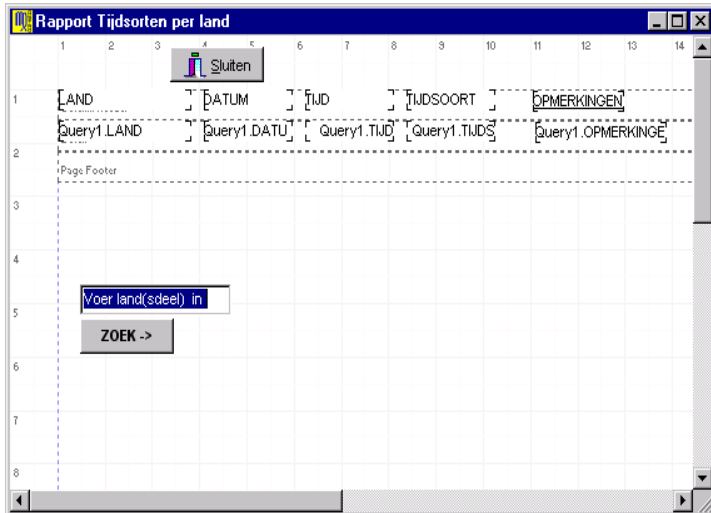 Rapport Tijdsorten per land
1 2 3 4 5 6 7 8 9 10 11 12 13 14
Sluiten
1
LAND DATUM TIJD TIJDSOORT OPMERKINGEN
Query1.LAND Query1.DATU Query1.TIJD Query1.TIJDS Query1.OPMERKINGE
2
Page Footer
3
4
Voer land(sdeel) in
5
ZOEK ->
6
7
8